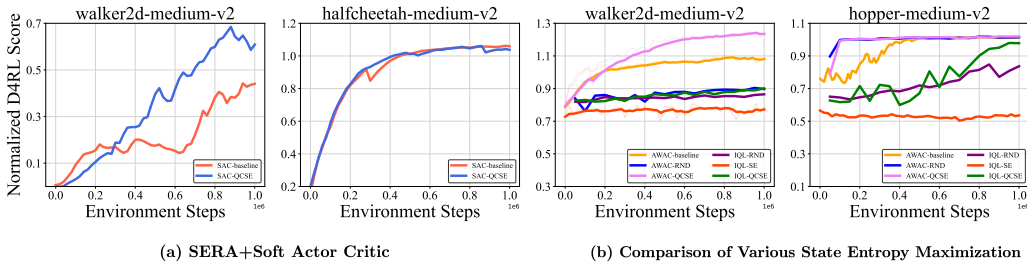 walker2d-medium-v2
halfcheetah-medium-v2
walker2d-medium-v2
hopper-medium-v2
Normalized D4RL Score
0.7
0.5
0.3
0.1
SAC-baseline
SAC-QCSE
0.0 0.2 0.4 0.6 0.8 1.0
1e6
Environment Steps
1.2
1.0
0.8
0.6
0.4
0.2
SAC-baseline
SAC-QCSE
0.0 0.2 0.4 0.6 0.8 1.0
1e6
Environment Steps
1.3
1.1
0.9
0.7
0.5
0.3
AWAC-baseline
AWAC-RND
AWAC-QCSE
IQL-RND
IQL-SE
IQL-QCSE
0.0 0.2 0.4 0.6 0.8 1.0
1e6
Environment Steps
1.1
0.9
0.7
0.5
0.3
0.1
AWAC-baseline
AWAC-RND
AWAC-QCSE
IQL-RND
IQL-SE
IQL-QCSE
0.0 0.2 0.4 0.6 0.8 1.0
1e6
Environment Steps
(a) SERA+Soft Actor Critic
(b) Comparison of Various State Entropy Maximization